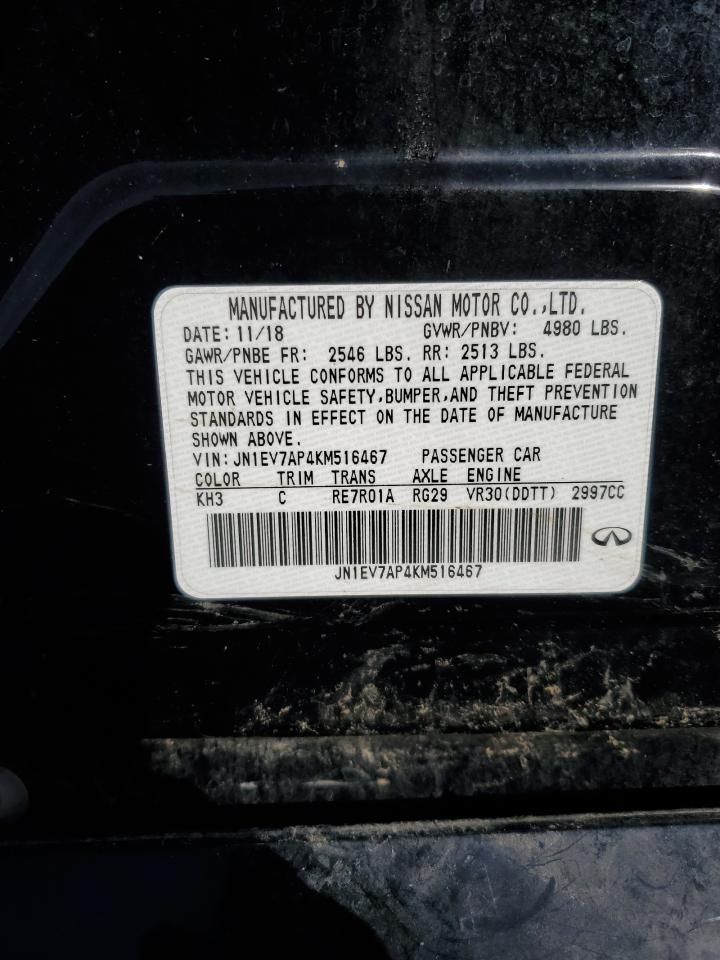 MANUFACTURED BY NISSAN MOTOR CO.,LTD.
DATE: 11/18 GVWR/PNBV: 4980 LBS.
GAWR/PNBE FR: 2546 LBS. RR: 2513 LBS.
THIS VEHICLE CONFORMS TO ALL APPLICABLE FEDERAL
MOTOR VEHICLE SAFETY,BUMPER,AND THEFT PREVENTION
STANDARDS IN EFFECT ON THE DATE OF MANUFACTURE
SHOWN ABOVE.
VIN: JN1EV7AP4KM516467 PASSENGER CAR
COLOR TRIM TRANS AXLE ENGINE
KH3 C RE7R01A RG29 VR30(DDTT) 2997CC
JN1EV7AP4KM516467